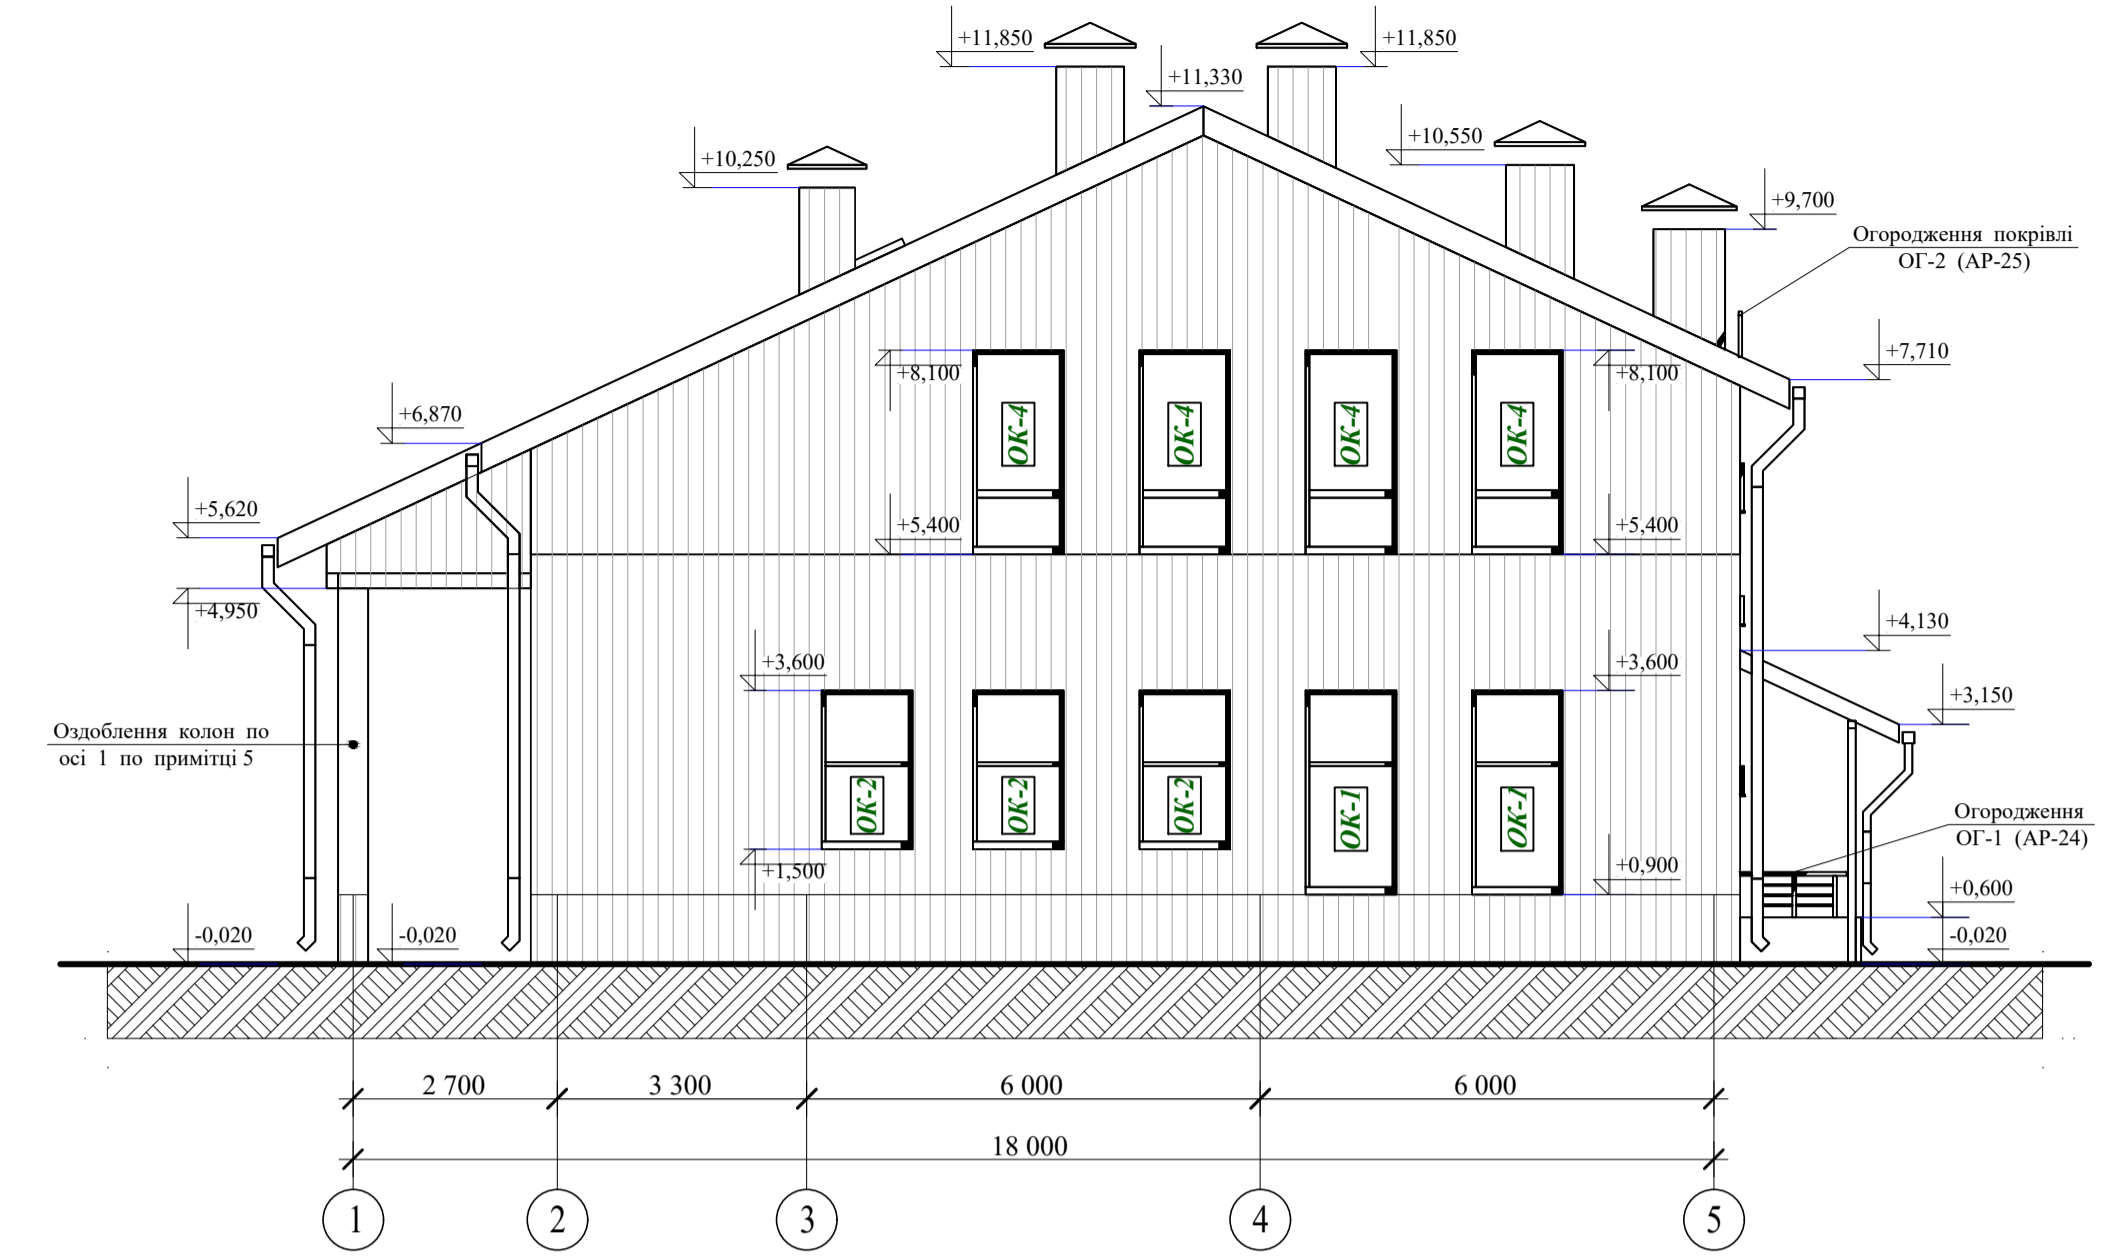 +11,850
+11,850
+11,330
+10,550
+10,250
+9,700
Огородження покрівлі
ОГ-2 (АР-25)
+7,710
+8,100
+8,100
+6,870
ОК-4
ОК-4
ОК-4
ОК-4
+5,620
+5,400
+5,400
+4,950
+4,130
+3,600
+3,600
+3,150
Оздоблення колон по
осі 1 по примітці 5
ОК-2
ОК-2
ОК-2
ОК-1
ОК-1
Огородження
ОГ-1 (АР-24)
+1,500
+0,900
+0,600
-0,020
-0,020
-0,020
2 700
3 300
6 000
6 000
18 000
1
2
3
4
5